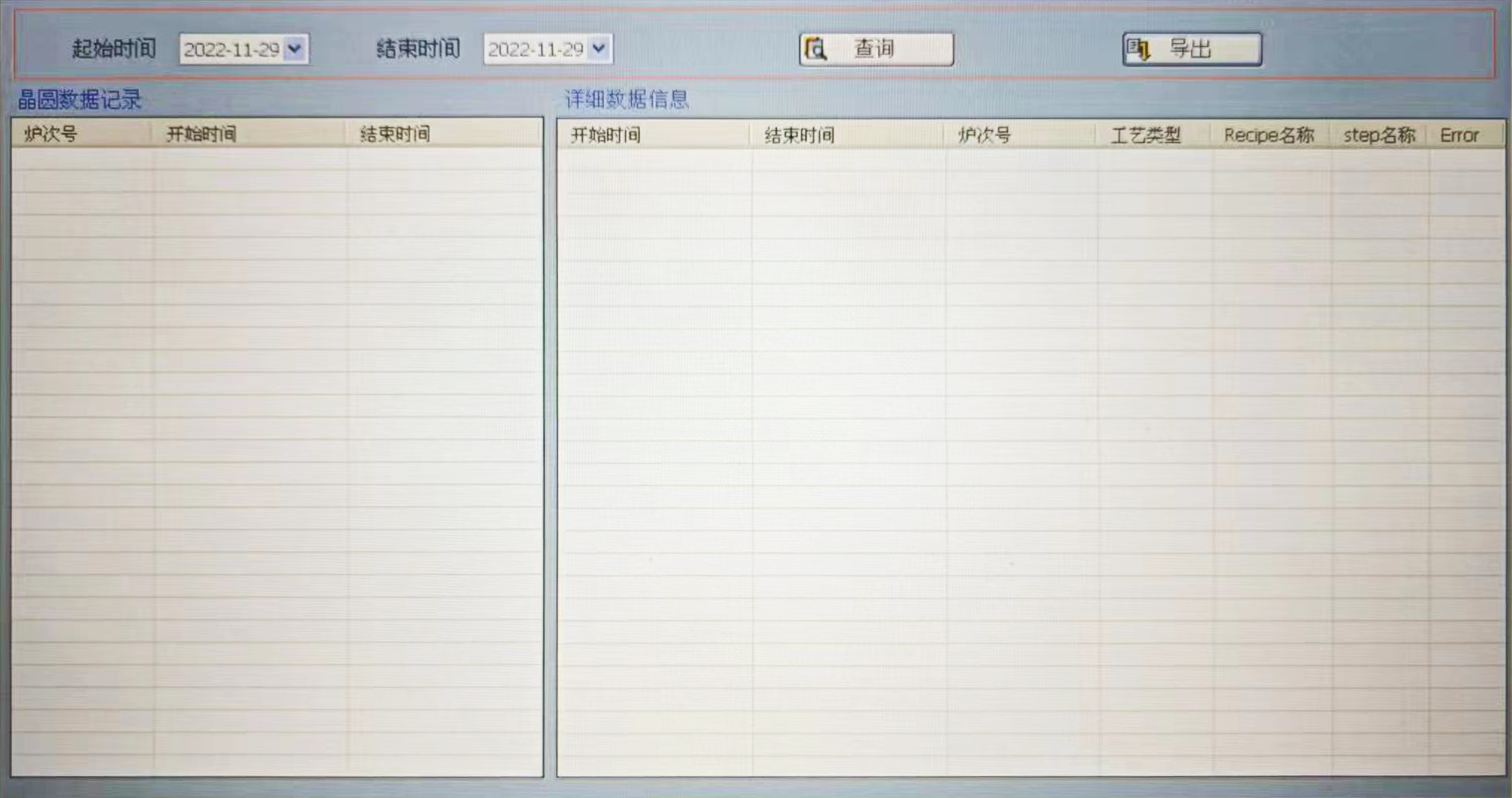 起始时间 2022-11-29 结束时间 2022-11-29 查询 导出
晶圆数据记录 详细数据信息
炉次号 开始时间 结束时间 开始时间 结束时间 炉次号 工艺类型 Recipe名称 step名称 Error